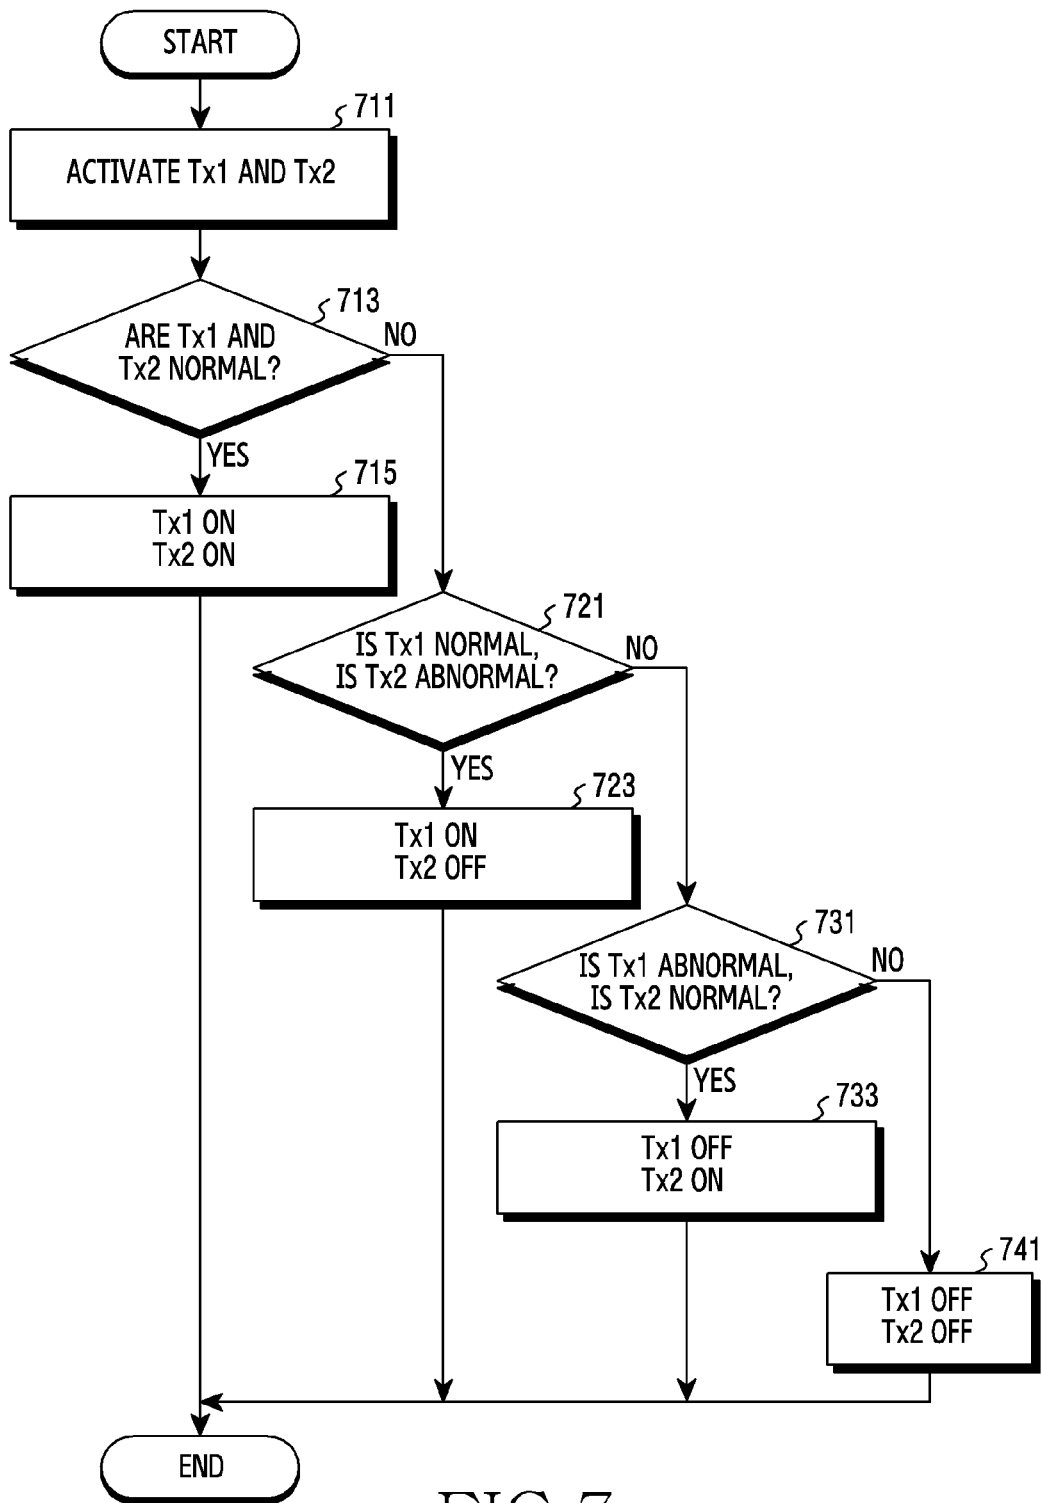 START
711
ACTIVATE Tx1 AND Tx2
713
ARE Tx1 AND
Tx2 NORMAL?
NO
YES
715
Tx1 ON
Tx2 ON
721
IS Tx1 NORMAL,
IS Tx2 ABNORMAL?
NO
YES
723
Tx1 ON
Tx2 OFF
731
IS Tx1 ABNORMAL,
IS Tx2 NORMAL?
NO
YES
733
Tx1 OFF
Tx2 ON
741
Tx1 OFF
Tx2 OFF
END
FIG.7